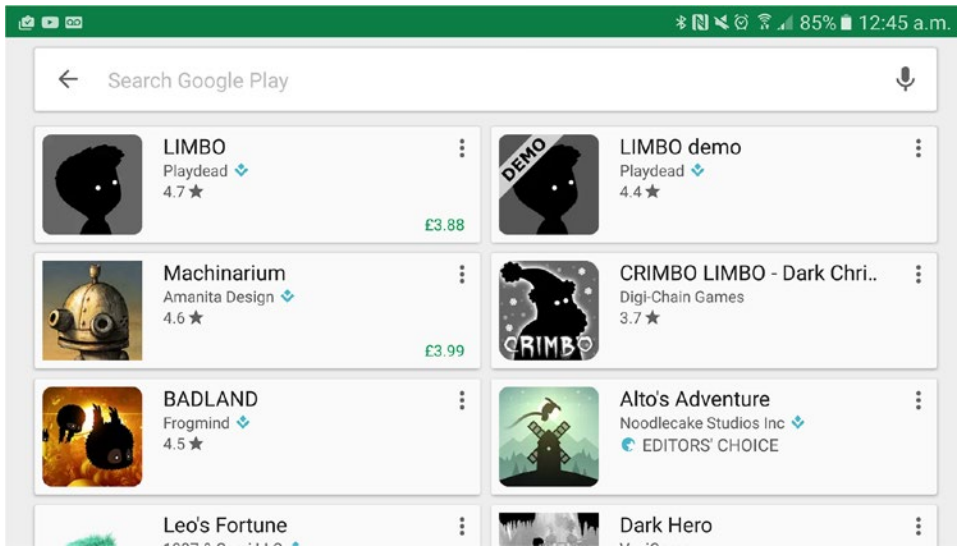 85% 12:45 a.m.
Search Google Play
LIMBO
Playdead
4.7
£3.88
DEMO
LIMBO demo
Playdead
4.4
Machinarium
Amanita Design
4.6
£3.99
CRIMBO
CRIMBO LIMBO - Dark Chri..
Digi-Chain Games
3.7
BADLAND
Frogmind
4.5
Alto's Adventure
Noodlecake Studios Inc
EDITORS' CHOICE
Leo's Fortune
Dark Hero